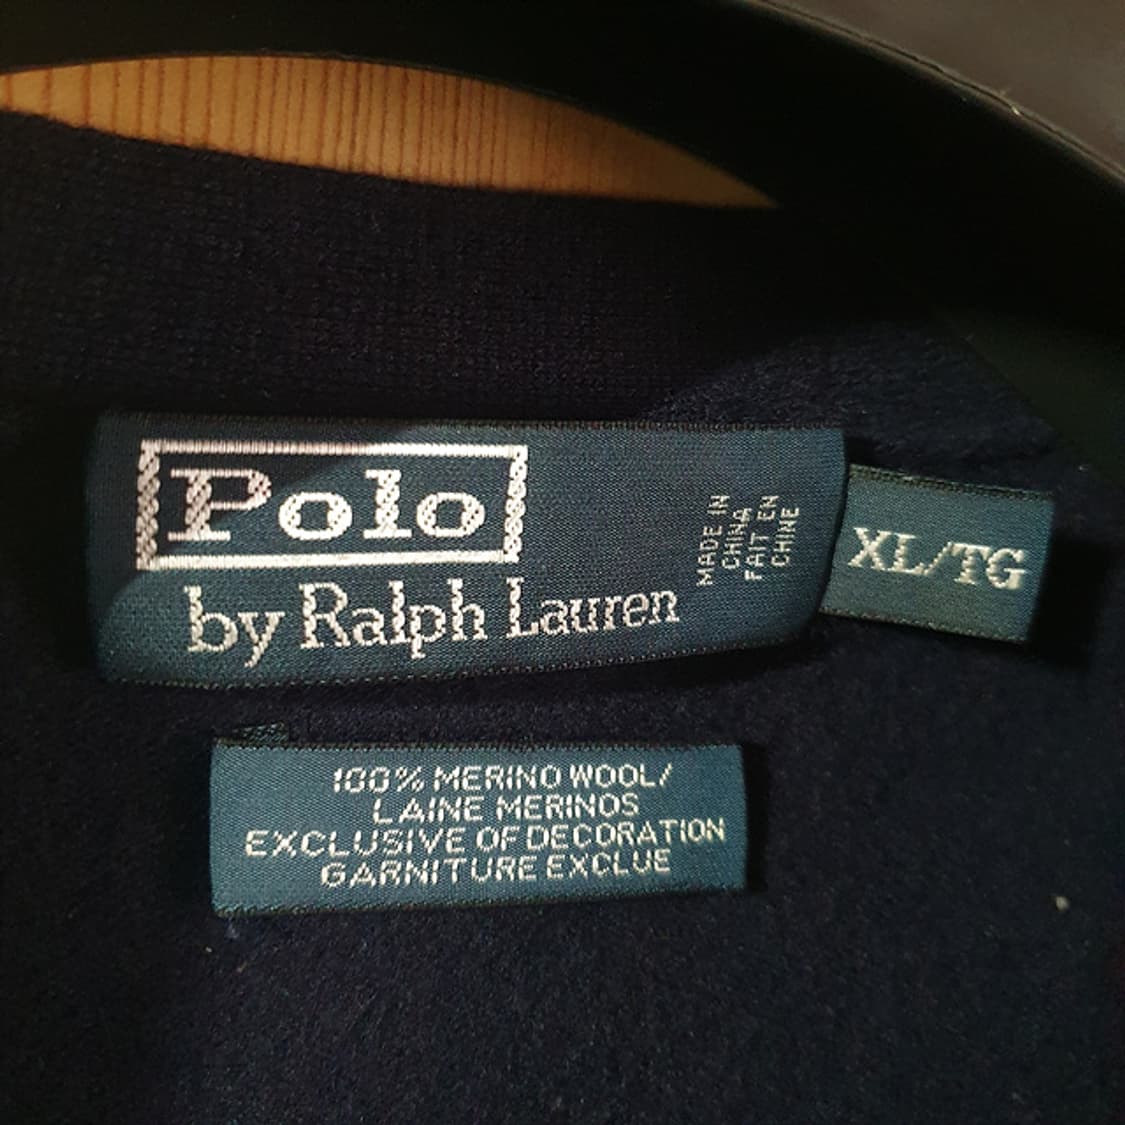 Polo
by Ralph Lauren
MADE IN
CHINA
FAIT EN
CHINE
XL/TG
100% MERINO WOOL/
LAINE MERINOS
EXCLUSIVE OF DECORATION
GARNITURE EXCLUE